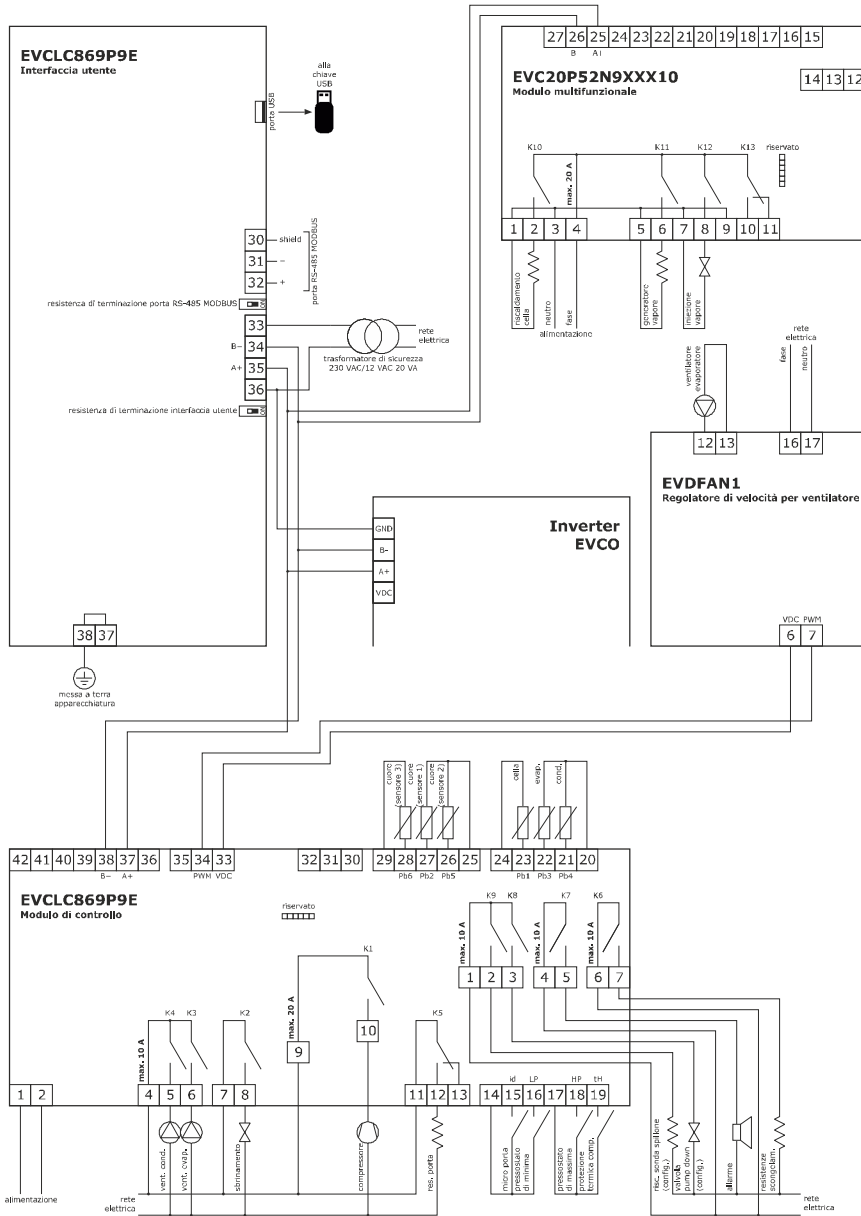 EVCLC869P9E
Interfaccia utente
alla
chiave
USB
porta USB
30
shield
31
−
32
+
porta RS-485 MODBUS
resistenza di terminazione porta RS-485 MODBUS
ON
33
B−
34
A+
35
36
rete
elettrica
trasformatore di sicurezza
230 VAC/12 VAC 20 VA
resistenza di terminazione interfaccia utente
ON
38 37
messa a terra
apparecchiatura
27 26 25 24 23 22 21 20 19 18 17 16 15
B A+
EVC20P52N9XXX10
Modulo multifunzionale
14 13 12
K10
max. 20 A
K11
K12
K13
riservato
1 2 3 4
5 6 7 8 9 10 11
riscaldamento
cella
neutro
fase
alimentazione
generatore
vapore
iniezione
vapore
ventilatore
evaporatore
rete
elettrica
fase
neutro
12 13
16 17
EVDFAN1
Regolatore di velocità per ventilatore
VDC PWM
6 7
Inverter
EVCO
GND
B-
A+
VDC
cuore
(sensore 3)
cuore
(sensore 1)
cuore
(sensore 2)
cella
evap.
cond.
42 41 40 39 38 37 36
35 34 33
32 31 30
29 28 27 26 25
24 23 22 21 20
B− A+
PWM VDC
Pb6 Pb2 Pb5
Pb1 Pb3 Pb4
EVCLC869P9E
Modulo di controllo
riservato
max. 10 A
K9 K8
max. 10 A
K7
max. 10 A
K6
1 2 3
4 5
6 7
max. 10 A
K4 K3
K2
max. 20 A
9
K1
10
K5
1 2
4 5 6
7 8
11 12 13
id LP HP tH
14 15 16 17 18 19
alimentazione
vent. cond.
vent. evap.
sbrinamento
compressore
res. porta
micro porta
pressostato
di minima
pressostato
di massima
protezione
termica comp.
risc. sonda spillone
(config.)
valvola
pump down
(config.)
allarme
resistenze
scongelam.
rete
elettrica
rete
elettrica